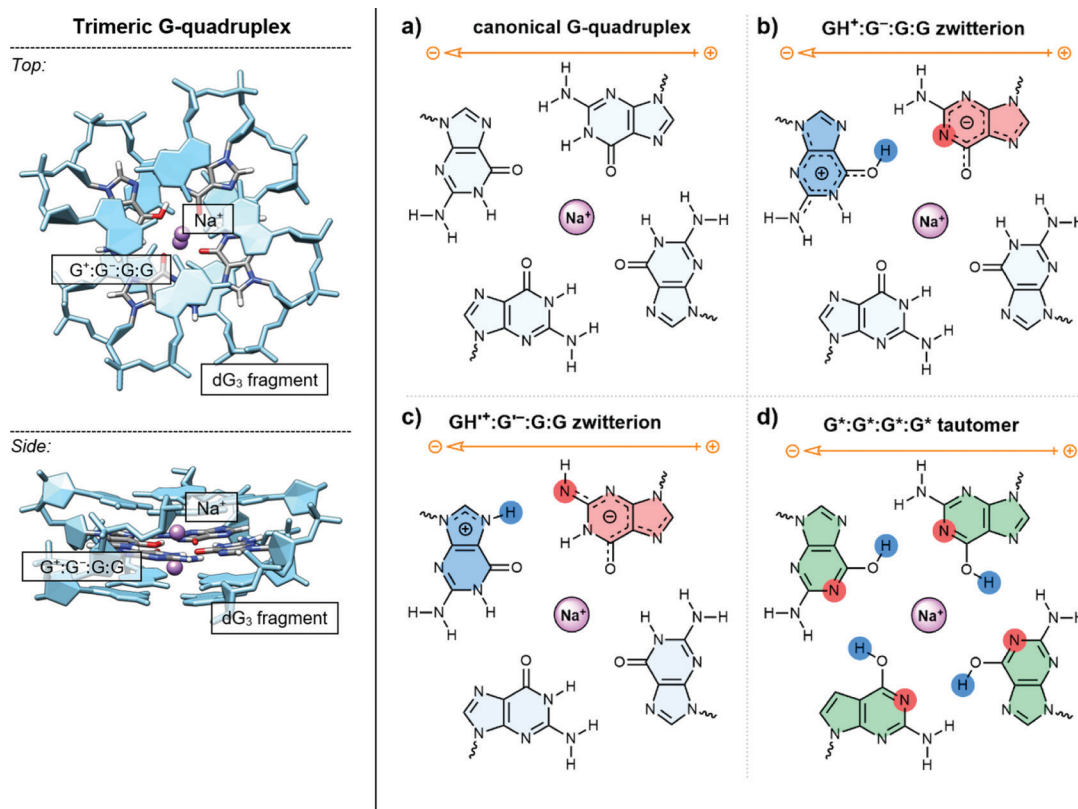 Trimeric G-quadruplex
Top:
Na⁺
G⁺:G⁻:G:G
dG₃ fragment
Side:
Na⁺
G⁺:G⁻:G:G
dG₃ fragment
a) canonical G-quadruplex
⊖ ⊕
H N H N N
N N O N H N N
N N O
H N N H
H
Na⁺
O N N H N H H
N N N H
N N N H
O H N N H
N N
b) GH⁺:G⁻:G:G zwitterion
⊖ ⊕
H N H N N
N N H N ⊖ N
⊕ O O
H N N H
H
Na⁺
O N N H N H H
N N N H
N N N H
O H N N H
N N
c) GH'⁺:G'⁻:G:G zwitterion
⊖ ⊕
H N N N
N N H N ⊖ N
⊕ H O
N N O
H N N H
H
Na⁺
O N N H N H H
N N N H
N N N H
O H N N H
N N
d) G*:G*:G*:G* tautomer
⊖ ⊕
H N H N N
N N H N N
N O O
H N N H
H
Na⁺
H O N N H H
N N H O N
N N N H
N H N N